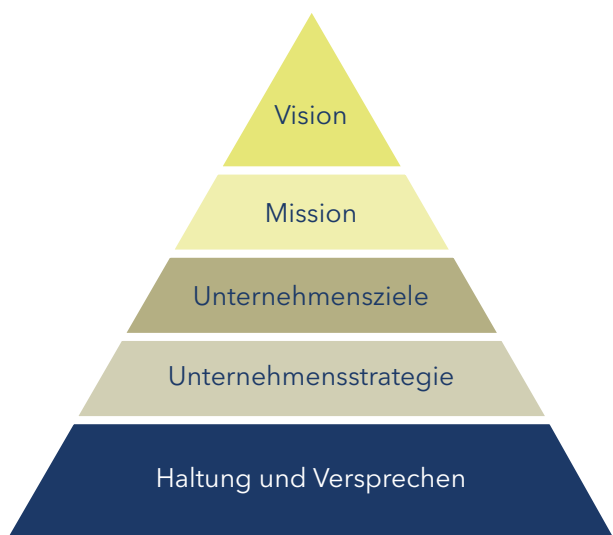 Vision
Mission
Unternehmensziele
Unternehmensstrategie
Haltung und Versprechen